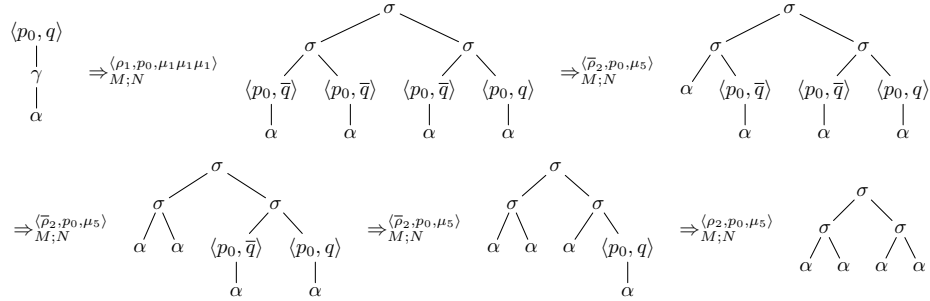 σ
⟨p₀, q⟩ σ σ σ σ
γ ⇒_{M;N}^{⟨ρ₁,p₀,μ₁μ₁μ₁⟩} ⟨p₀, q̅⟩ ⟨p₀, q̅⟩ ⟨p₀, q̅⟩ ⟨p₀, q⟩ ⇒_{M;N}^{⟨ρ̅₂,p₀,μ₅⟩} α ⟨p₀, q̅⟩ ⟨p₀, q̅⟩ ⟨p₀, q⟩
α α α α α α α α
σ σ σ
⇒_{M;N}^{⟨ρ̅₂,p₀,μ₅⟩} σ σ ⇒_{M;N}^{⟨ρ̅₂,p₀,μ₅⟩} σ σ ⇒_{M;N}^{⟨ρ₂,p₀,μ₅⟩} σ σ
α α ⟨p₀, q̅⟩ ⟨p₀, q⟩ α α α ⟨p₀, q⟩ α α α α
α α α